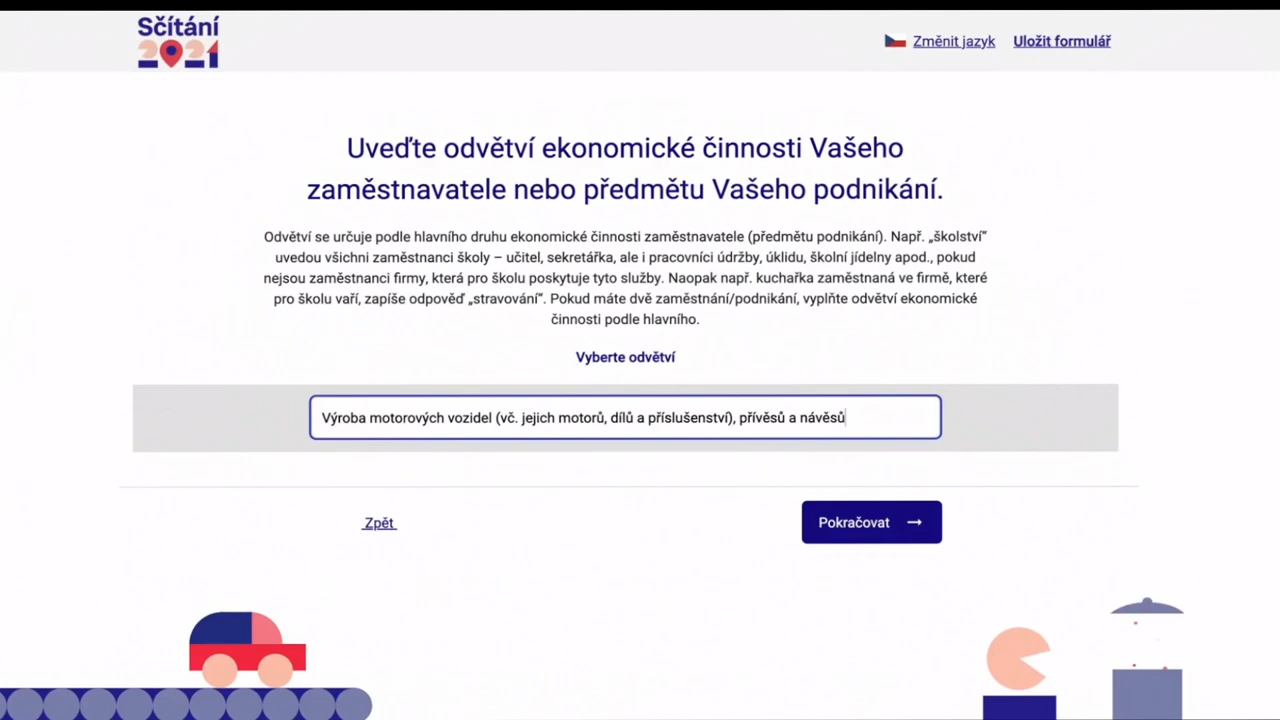 Sčítání
2021
Změnit jazyk
Uložit formulář
Uveďte odvětví ekonomické činnosti Vašeho
zaměstnavatele nebo předmětu Vašeho podnikání.
Odvětví se určuje podle hlavního druhu ekonomické činnosti zaměstnavatele (předmětu podnikání). Např. „školství“
uvedou všichni zaměstnanci školy – učitel, sekretářka, ale i pracovníci údržby, úklidu, školní jídelny apod., pokud
nejsou zaměstnanci firmy, která pro školu poskytuje tyto služby. Naopak např. kuchařka zaměstnaná ve firmě, které
pro školu vaří, zapíše odpověď „stravování“. Pokud máte dvě zaměstnání/podnikání, vyplňte odvětví ekonomické
činnosti podle hlavního.
Vyberte odvětví
Výroba motorových vozidel (vč. jejich motorů, dílů a příslušenství), přívěsů a návěsů
Zpět
Pokračovat →